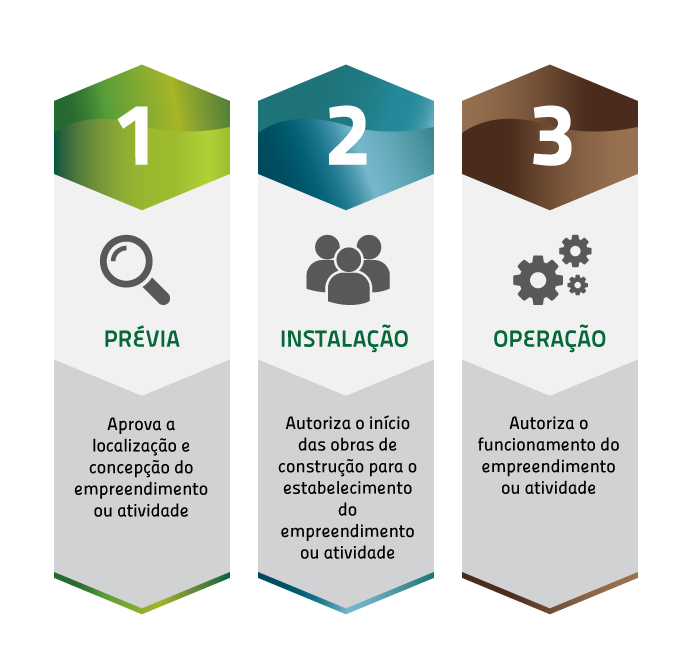 1
PRÉVIA
Aprova a
localização e
concepção do
empreendimento
ou atividade
2
INSTALAÇÃO
Autoriza o início
das obras de
construção para o
estabelecimento
do
empreendimento
ou atividade
3
OPERAÇÃO
Autoriza o
funcionamento do
empreendimento
ou atividade